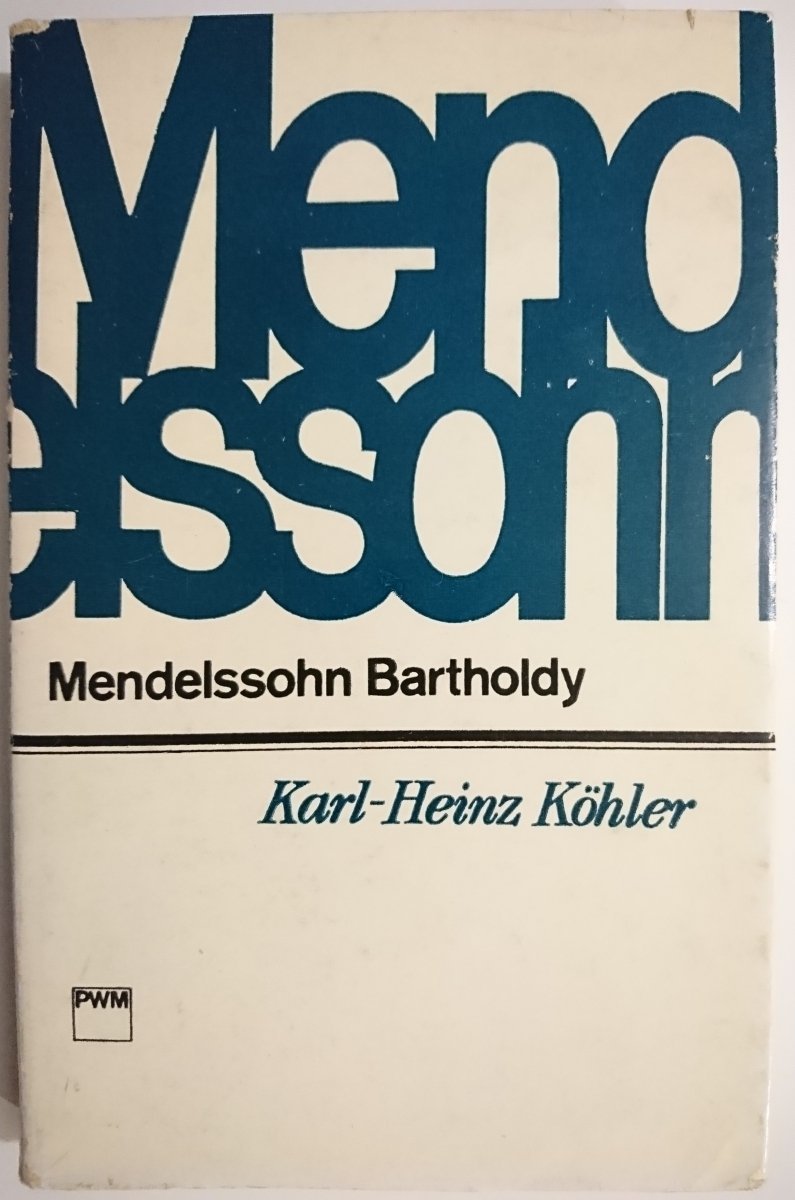 Mend
elssohn
Mendelssohn Bartholdy
Karl-Heinz Köhler
PWM